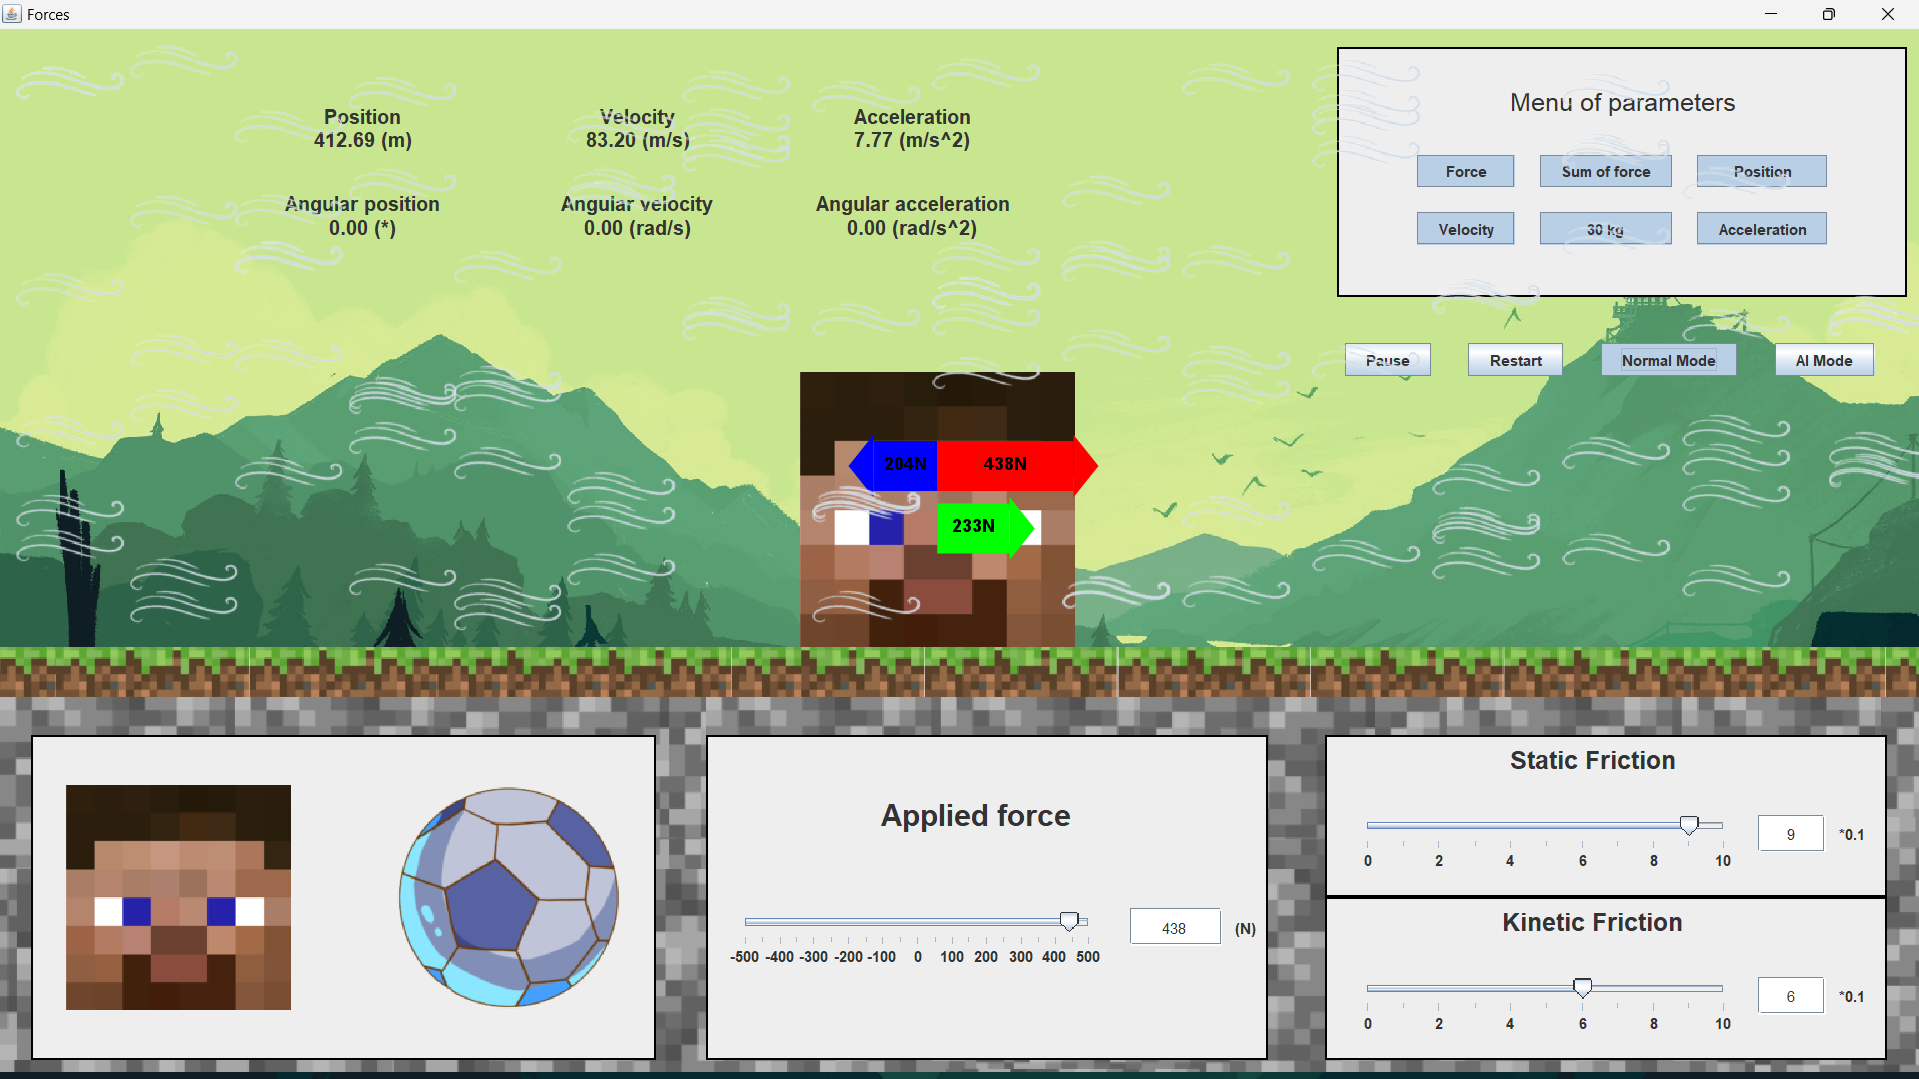 Forces
Position
412.69 (m)
Velocity
83.20 (m/s)
Acceleration
7.77 (m/s^2)
Angular position
0.00 (*)
Angular velocity
0.00 (rad/s)
Angular acceleration
0.00 (rad/s^2)
Menu of parameters
Force
Sum of force
Position
Velocity
30 kg
Acceleration
Pause
Restart
Normal Mode
AI Mode
204N
438N
233N
Applied force
438
(N)
-500 -400 -300 -200 -100 0 100 200 300 400 500
Static Friction
9
*0.1
0 2 4 6 8 10
Kinetic Friction
6
*0.1
0 2 4 6 8 10